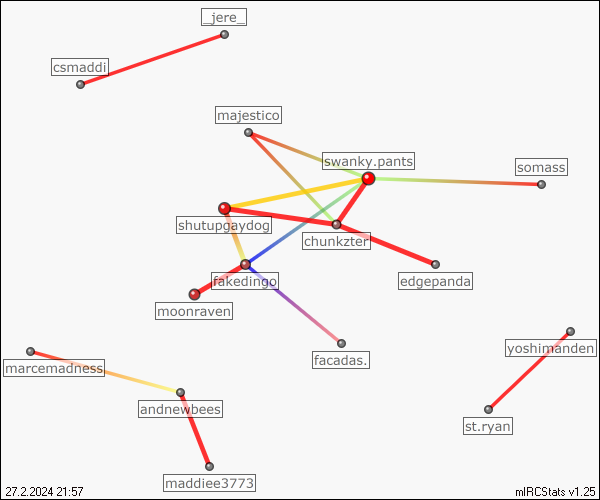 _jere_
csmaddi
majestico
swanky.pants
somass
shutupgaydog
chunkzter
fakedingo
edgepanda
moonraven
yoshimanden
facadas.
marcemadness
andnewbees
st.ryan
maddiee3773
27.2.2024 21:57
mIRCStats v1.25